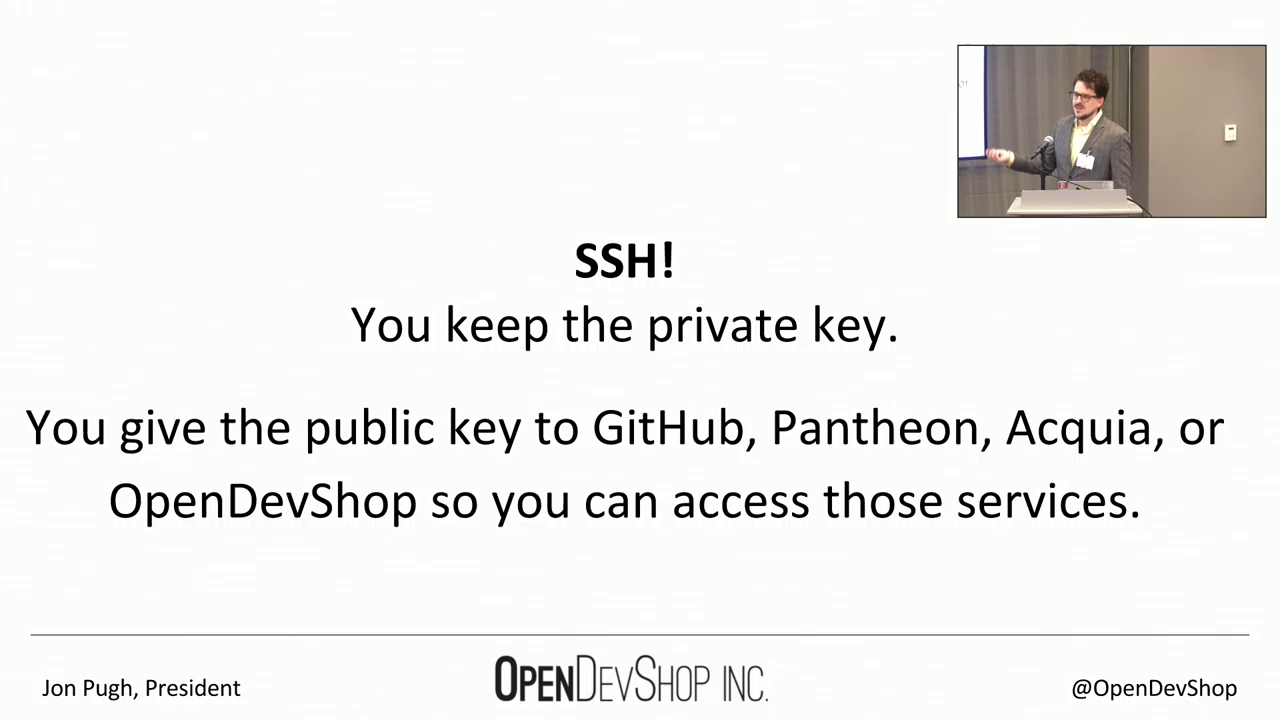 SSH!
You keep the private key.
You give the public key to GitHub, Pantheon, Acquia, or
OpenDevShop so you can access those services.
Jon Pugh, President
OPENDEVSHOP INC.
@OpenDevShop